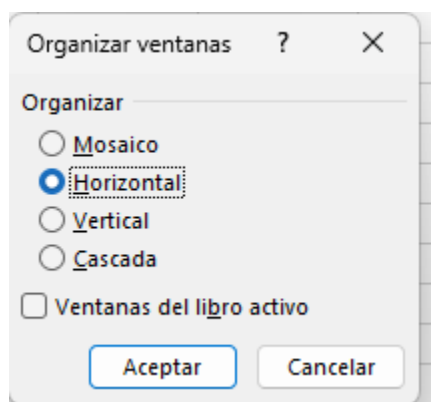 Organizar ventanas ?
Organizar
Mosaico
Horizontal
Vertical
Cascada
Ventanas del libro activo
Aceptar Cancelar